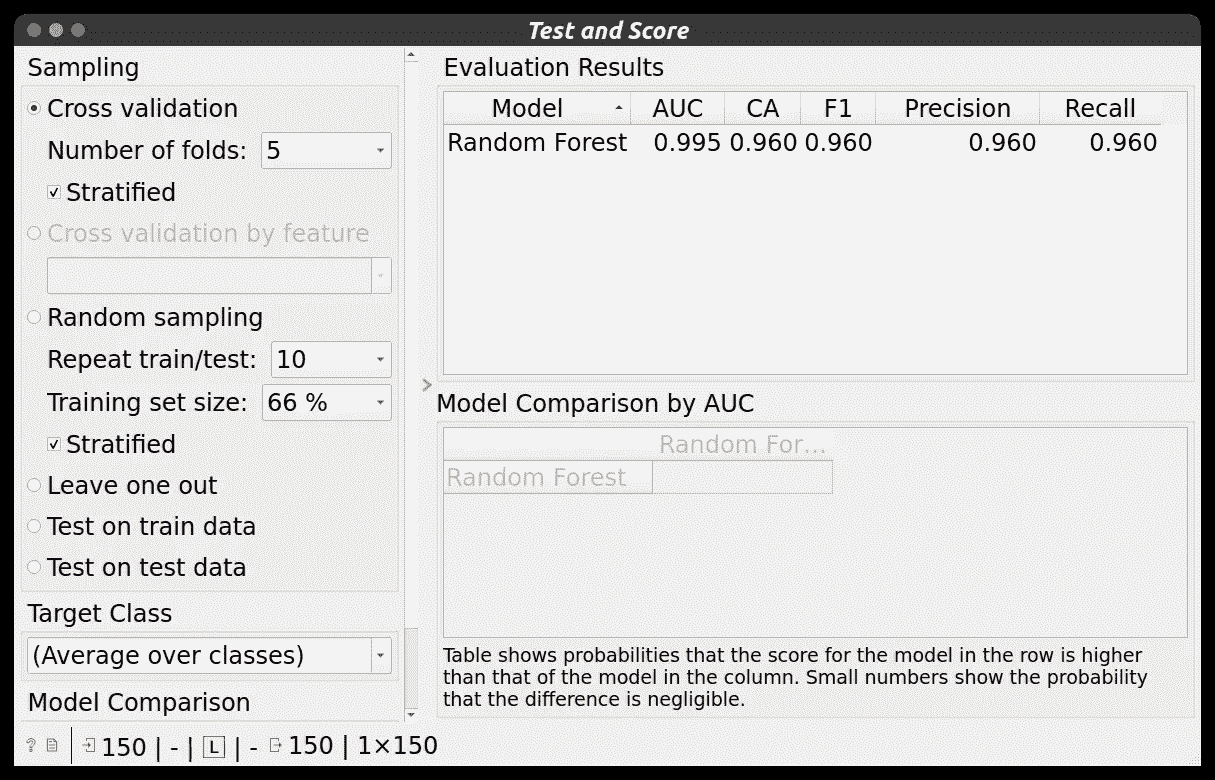 Test and Score
Sampling
Cross validation
Number of folds: 5
Stratified
Cross validation by feature
Random sampling
Repeat train/test: 10
Training set size: 66 %
Stratified
Leave one out
Test on train data
Test on test data
Target Class
(Average over classes)
Model Comparison
Evaluation Results
Model AUC CA F1 Precision Recall
Random Forest 0.995 0.960 0.960 0.960 0.960
Model Comparison by AUC
Random For...
Random Forest
Table shows probabilities that the score for the model in the row is higher
than that of the model in the column. Small numbers show the probability
that the difference is negligible.
? 150 | - | L | - 150 | 1×150